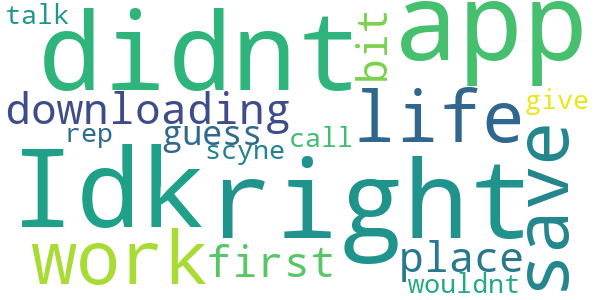 talk
didnt
bit
app
downloading
life
give
rep
guess
scyne
call
Idk
right
save
work
first
place
wouldnt